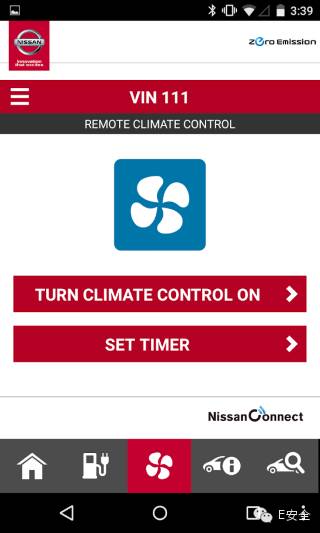 3:39
NISSAN
Innovation
that excites
Zero Emission
VIN 111
REMOTE CLIMATE CONTROL
TURN CLIMATE CONTROL ON
SET TIMER
NissanConnect
E安全